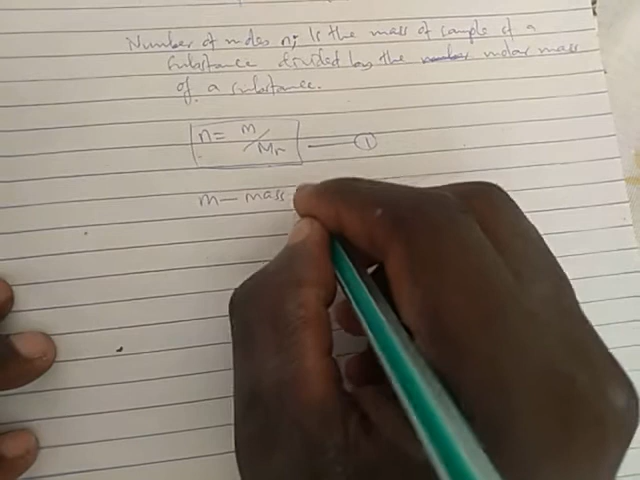 Number of moles n; Is the mass of sample of a
substance divided by the molar mass
of a substance.
n = m/Mr — 1
m — mass